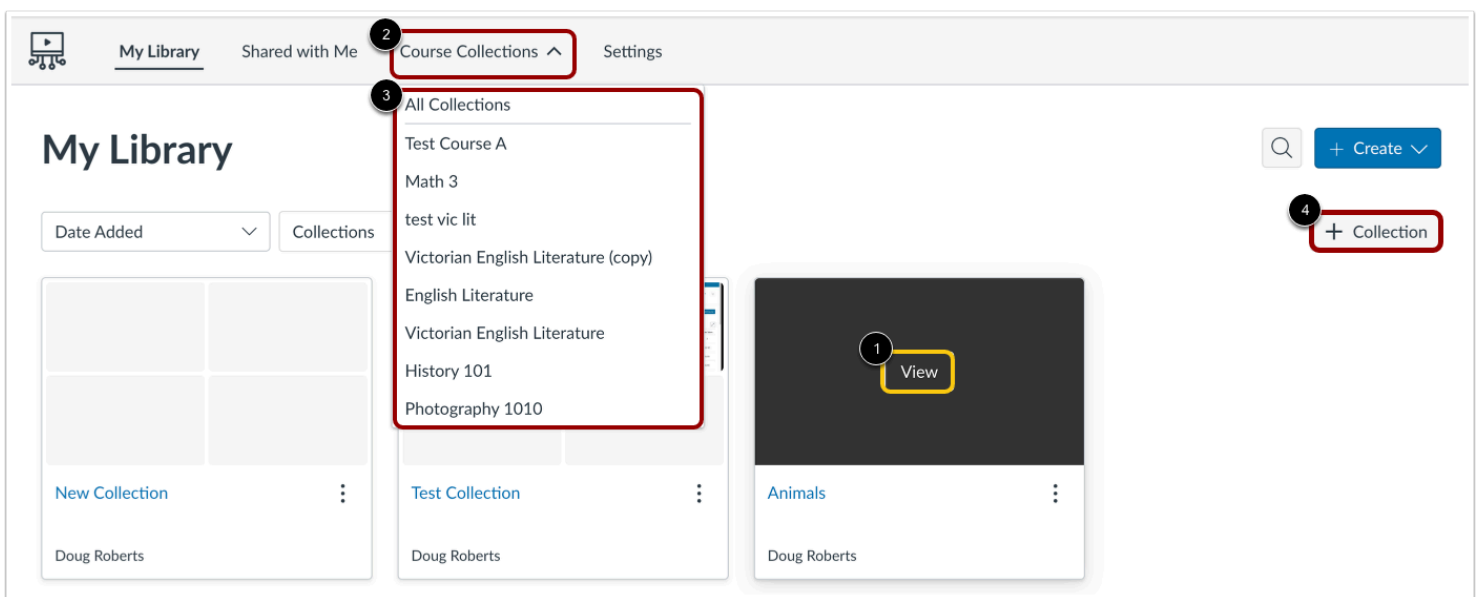 2
My Library Shared with Me Course Collections Settings
3
All Collections
Test Course A
Math 3
test vic lit
Victorian English Literature (copy)
English Literature
Victorian English Literature
History 101
Photography 1010
My Library
+ Create
Date Added Collections
4
+ Collection
1
View
New Collection
Doug Roberts
Test Collection
Doug Roberts
Animals
Doug Roberts